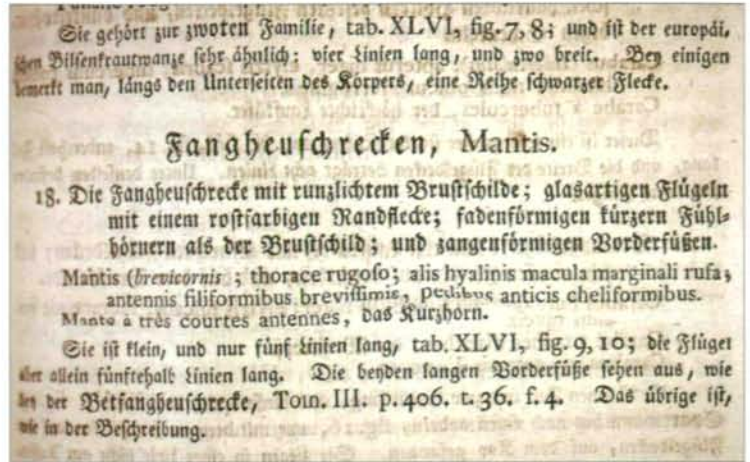 Sie gehört zur zwoten Familie, tab. XLVI, fig. 7, 8; und ist der europäi,
schen Bilsenkrautwanze sehr ähnlich; vier Linien lang, und zwo breit. Bey einigen
bemerkt man, längs den Unterseiten des Körpers, eine Reihe schwarzer Flecke.
Fangheuschrecken, Mantis.
18. Die Fangheuschrecke mit runzlichtem Brustschilde; glasartigen Flügeln
mit einem rostfarbigen Randflecke; fadenförmigen kürzern Fühl-
hörnern als der Brustschild; und zangenförmigen Vorderfüßen.
Mantis (brevicornis; thorace rugoso; alis hyalinis macula marginali rufa,
antennis filiformibus brevissimis, pedibus anticis cheliformibus.
Mante à très courtes antennes, das Kurzhorn.
Sie ist klein, und nur fünf Linien lang, tab. XLVI, fig. 9, 10; die Flügel
aber allein fünftehalb Linien lang. Die beyden langen Vorderfüße sehen aus, wie
bey der Betfangheuschrecke, Tom. III. p. 406. t. 36. f. 4. Das übrige ist,
wie in der Beschreibung.